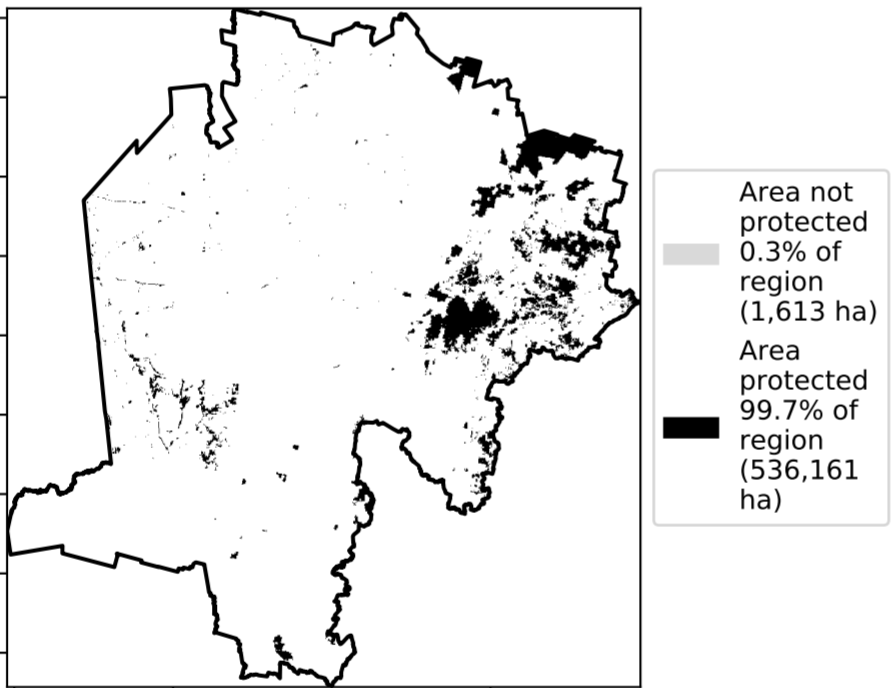 Area not
protected
0.3% of
region
(1,613 ha)
Area
protected
99.7% of
region
(536,161
ha)